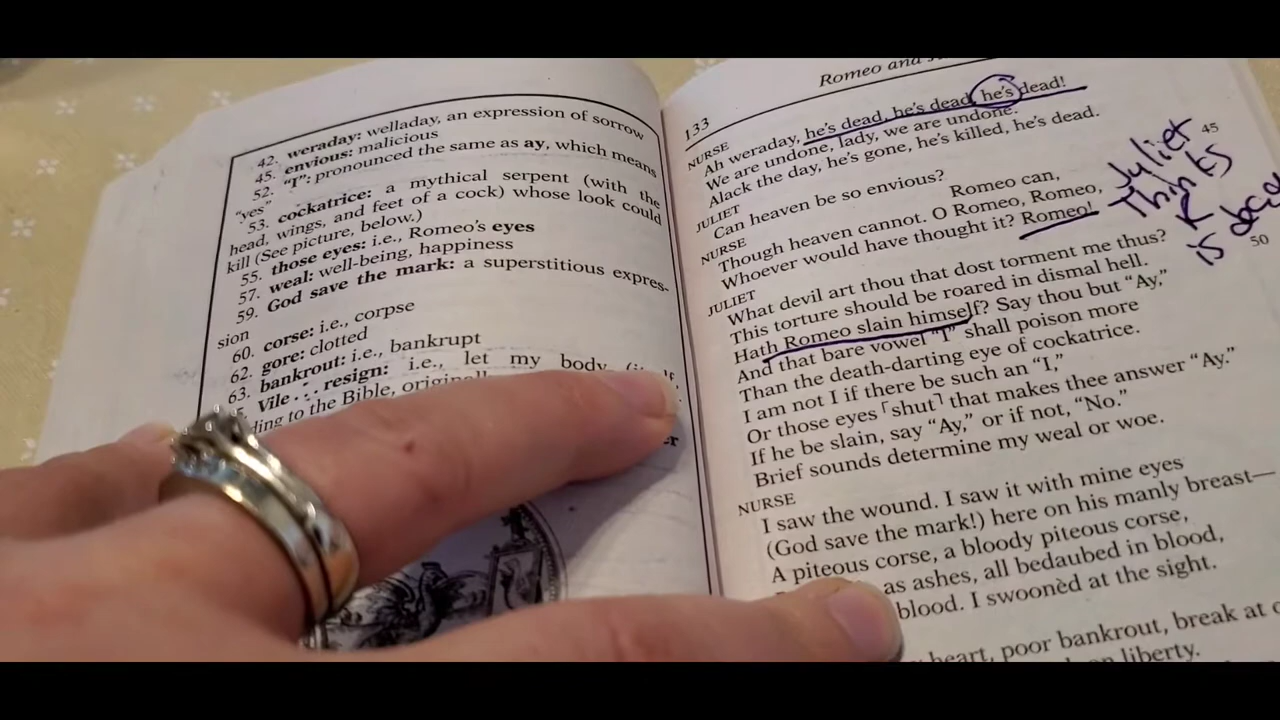 42. weraday: welladay, an expression of sorrow
45. envious: malicious
52. "I": pronounced the same as ay, which means
"yes"
53. cockatrice: a mythical serpent (with the
head, wings, and feet of a cock) whose look could
kill (See picture, below.)
55. those eyes: i.e., Romeo's eyes
57. weal: well-being, happiness
59. God save the mark: a superstitious expres-
sion
60. corse: i.e., corpse
62. gore: clotted
63. bankrout: i.e., bankrupt
Vile . . . resign: i.e., let my body
to the Bible,
133
Romeo and
NURSE
Ah weraday, he's dead, he's dead, he's dead!
We are undone, lady, we are undone.
Alack the day, he's gone, he's killed, he's dead.
JULIET
Can heaven be so envious?
45
NURSE
Romeo can,
Though heaven cannot. O Romeo, Romeo,
Whoever would have thought it? Romeo!
Juliet
Thinks
R
is
JULIET
What devil art thou that dost torment me thus?
50
This torture should be roared in dismal hell.
Hath Romeo slain himself? Say thou but "Ay,"
And that bare vowel "I" shall poison more
Than the death-darting eye of cockatrice.
I am not I if there be such an "I,"
Or those eyes ⌈shut⌉ that makes thee answer "Ay."
If he be slain, say "Ay," or if not, "No."
Brief sounds determine my weal or woe.
NURSE
I saw the wound. I saw it with mine eyes
(God save the mark!) here on his manly breast—
A piteous corse, a bloody piteous corse,
as ashes, all bedaubed in blood,
blood. I swoonèd at the sight.
heart, poor bankrout, break at
on liberty.